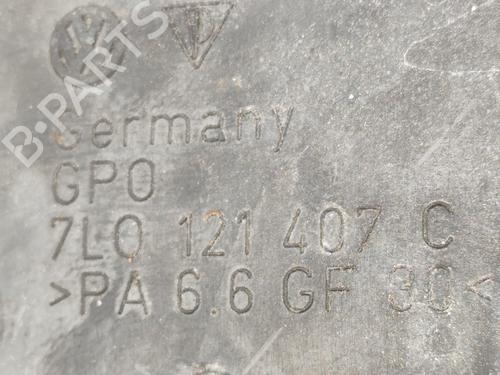 B-PARTS
Germany
GPO
7L0 121 407 C
>PA 6.6 GF 30<